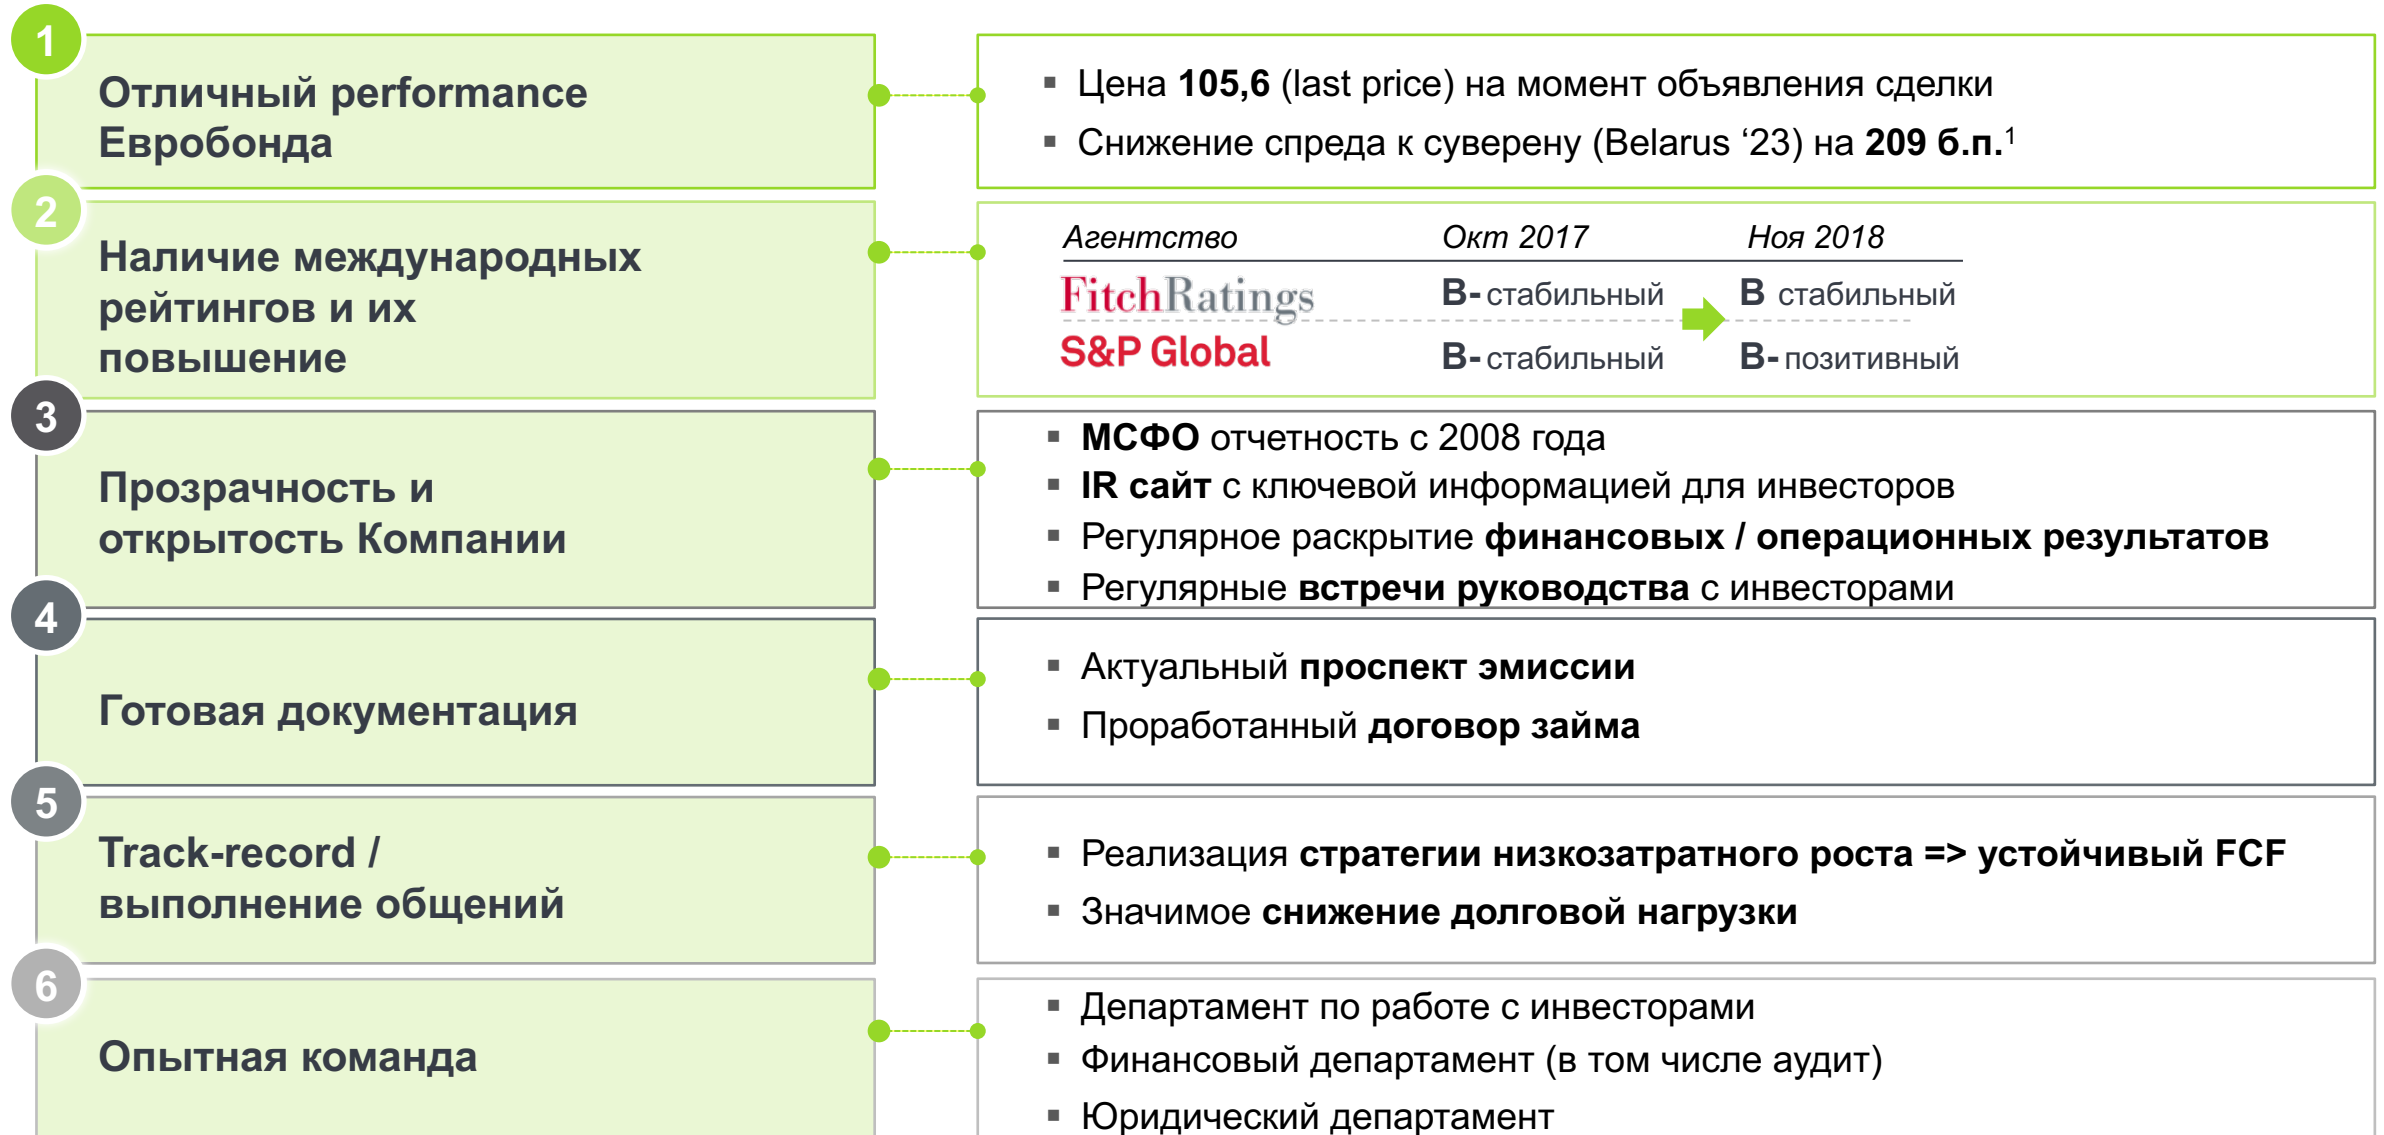 1
Отличный performance
Евробонда
▪ Цена 105,6 (last price) на момент объявления сделки
▪ Снижение спреда к суверену (Belarus ‘23) на 209 б.п.1
2
Наличие международных
рейтингов и их
повышение
Агентство Окт 2017 Ноя 2018
FitchRatings B- стабильный B стабильный
S&P Global B- стабильный B- позитивный
3
Прозрачность и
открытость Компании
▪ МСФО отчетность с 2008 года
▪ IR сайт с ключевой информацией для инвесторов
▪ Регулярное раскрытие финансовых / операционных результатов
▪ Регулярные встречи руководства с инвесторами
4
Готовая документация
▪ Актуальный проспект эмиссии
▪ Проработанный договор займа
5
Track-record /
выполнение общений
▪ Реализация стратегии низкозатратного роста => устойчивый FCF
▪ Значимое снижение долговой нагрузки
6
Опытная команда
▪ Департамент по работе с инвесторами
▪ Финансовый департамент (в том числе аудит)
▪ Юридический департамент